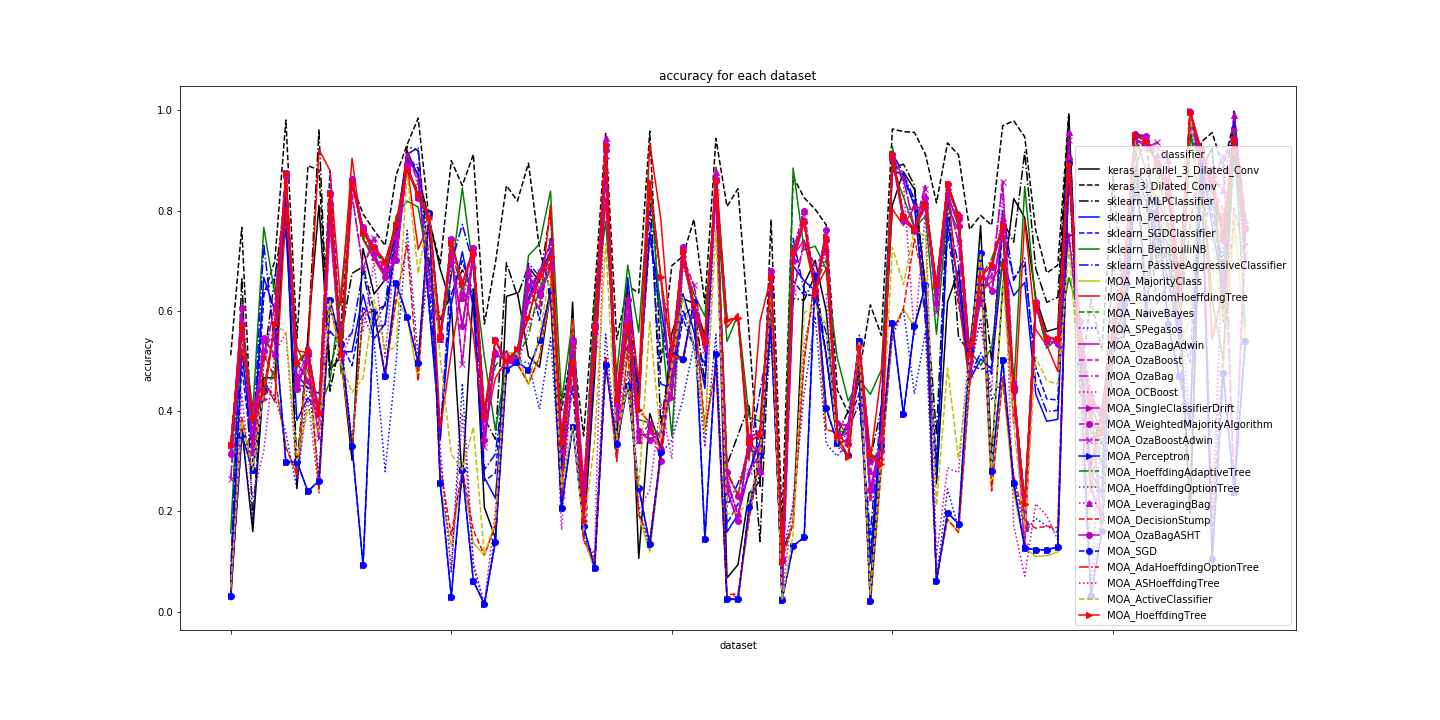 accuracy for each dataset
1.0
0.8
0.6
0.4
0.2
0.0
accuracy
dataset
classifier
keras_parallel_3_Dilated_Conv
keras_3_Dilated_Conv
sklearn_MLPClassifier
sklearn_Perceptron
sklearn_SGDClassifier
sklearn_BernoulliNB
sklearn_PassiveAggressiveClassifier
MOA_MajorityClass
MOA_RandomHoeffdingTree
MOA_NaiveBayes
MOA_SPegasos
MOA_OzaBagAdwin
MOA_OzaBoost
MOA_OzaBag
MOA_OCBoost
MOA_SingleClassifierDrift
MOA_WeightedMajorityAlgorithm
MOA_OzaBoostAdwin
MOA_Perceptron
MOA_HoeffdingAdaptiveTree
MOA_HoeffdingOptionTree
MOA_LeveragingBag
MOA_DecisionStump
MOA_OzaBagASHT
MOA_SGD
MOA_AdaHoeffdingOptionTree
MOA_ASHoeffdingTree
MOA_ActiveClassifier
MOA_HoeffdingTree